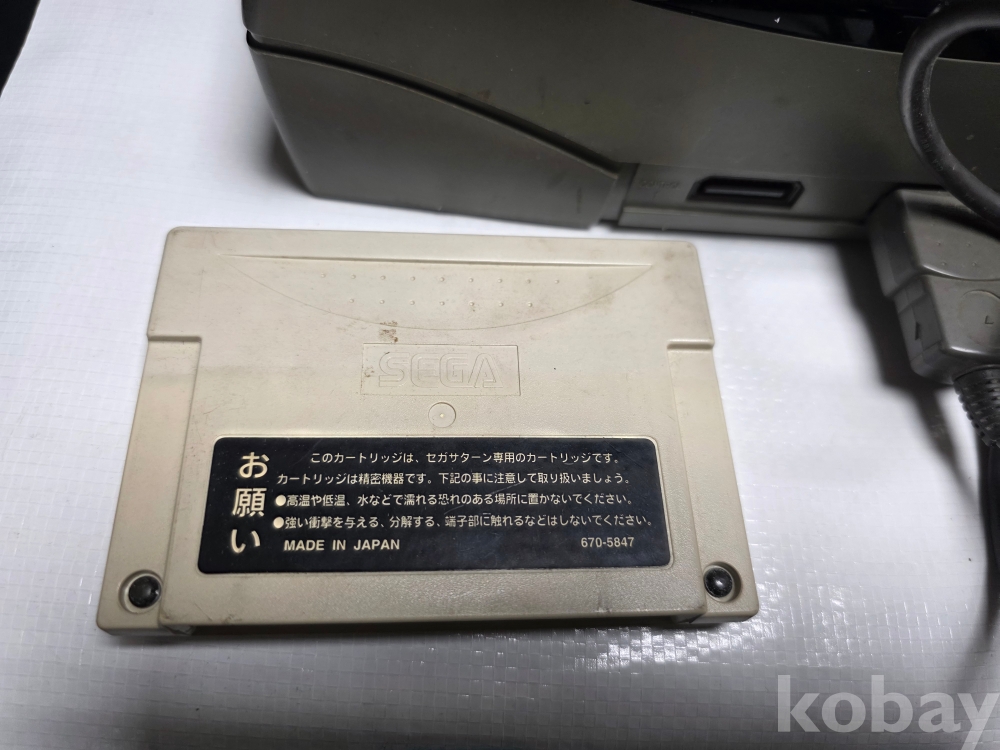 SEGA
お願い
このカートリッジは、セガサターン専用のカートリッジです。
カートリッジは精密機器です。下記の事に注意して取り扱いましょう。
●高温や低温、水などで濡れる恐れのある場所に置かないでください。
●強い衝撃を与える、分解する、端子部に触れるなどはしないでください。
MADE IN JAPAN 670-5847
kobay